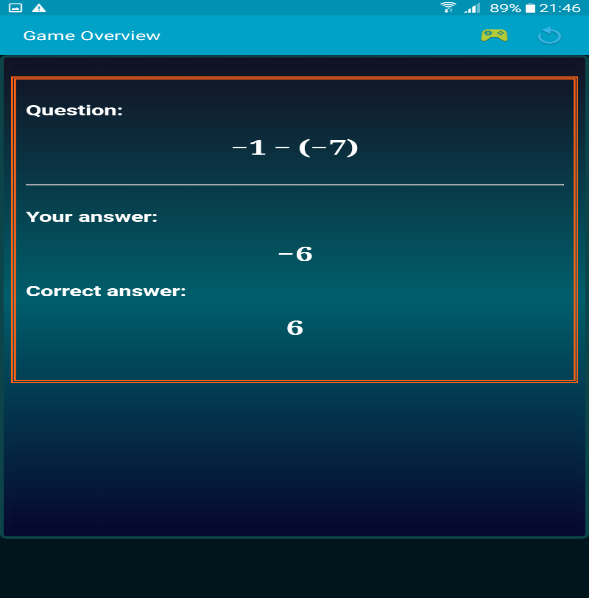 89% 21:46
Game Overview
Question:
−1 − (−7)
Your answer:
−6
Correct answer:
6